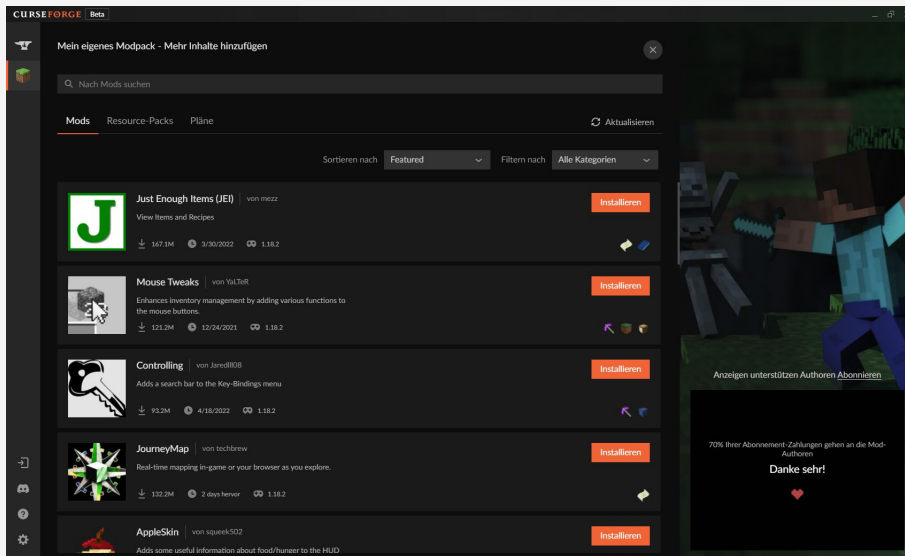 CURSEFORGE Beta
Mein eigenes Modpack - Mehr Inhalte hinzufügen
Nach Mods suchen
Mods Resource-Packs Pläne Aktualisieren
Sortieren nach Featured Filtern nach Alle Kategorien
Just Enough Items (JEI) von mezz
Installieren
View Items and Recipes
167.1M 3/30/2022 1.18.2
Mouse Tweaks von YaLTeR
Installieren
Enhances inventory management by adding various functions to
the mouse buttons.
121.2M 12/24/2021 1.18.2
Controlling von Jaredlll08
Installieren
Adds a search bar to the Key-Bindings menu
93.2M 4/18/2022 1.18.2
JourneyMap von techbrew
Installieren
Real-time mapping in-game or your browser as you explore.
132.2M 2 days hervor 1.18.2
AppleSkin von squeek502
Installieren
Adds some useful information about food/hunger to the HUD
Anzeigen unterstützen Authoren Abonnieren
70% Ihrer Abonnement-Zahlungen gehen an die Mod-
Authoren
Danke sehr!